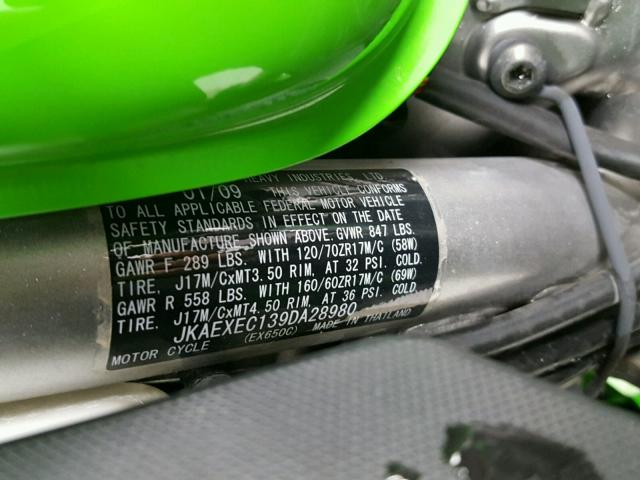 HEAVY INDUSTRIES, LTD.
01/09 THIS VEHICLE CONFORMS
TO ALL APPLICABLE FEDERAL MOTOR VEHICLE
SAFETY STANDARDS IN EFFECT ON THE DATE
OF MANUFACTURE SHOWN ABOVE. GVWR 847 LBS.
GAWR F 289 LBS. WITH 120/70ZR17M/C (58W)
TIRE. J17M/CxMT3.50 RIM, AT 32 PSI. COLD.
GAWR R 558 LBS. WITH 160/60ZR17M/C (69W)
TIRE. J17M/CxMT4.50 RIM, AT 36 PSI. COLD.
JKAEXEC139DA28980
MOTOR CYCLE (EX650C) MADE IN THAILAND